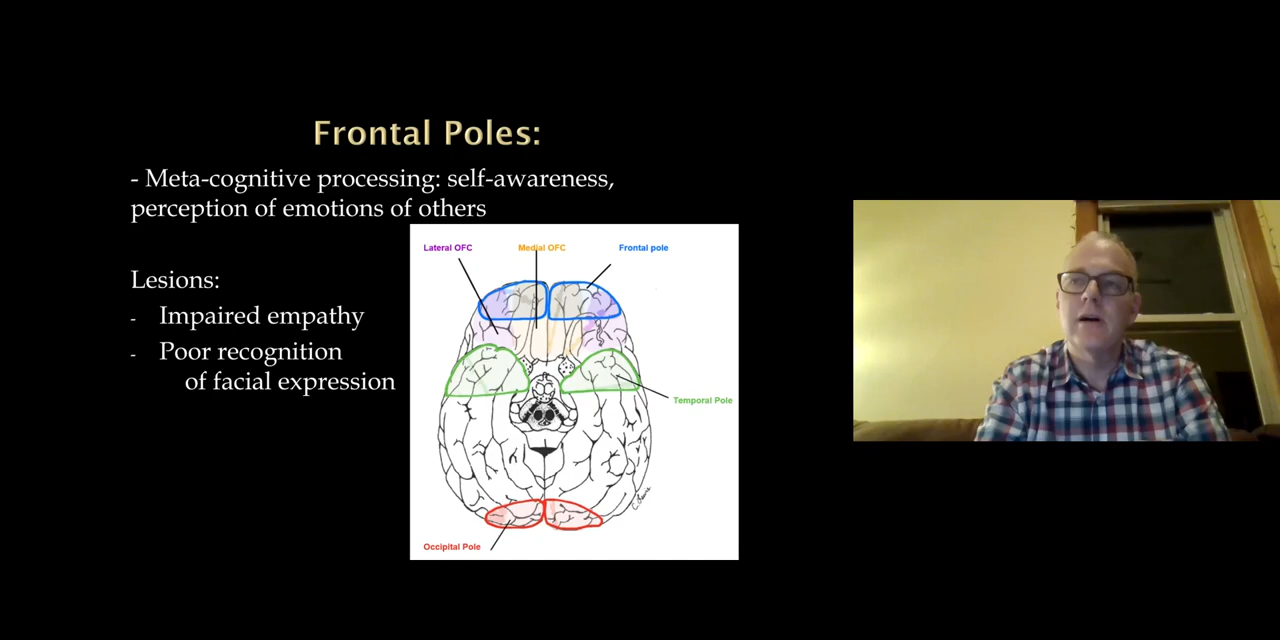 Frontal Poles:
- Meta-cognitive processing: self-awareness,
perception of emotions of others
Lesions:
- Impaired empathy
- Poor recognition
of facial expression
Lateral OFC
Medial OFC
Frontal pole
Temporal Pole
Occipital Pole